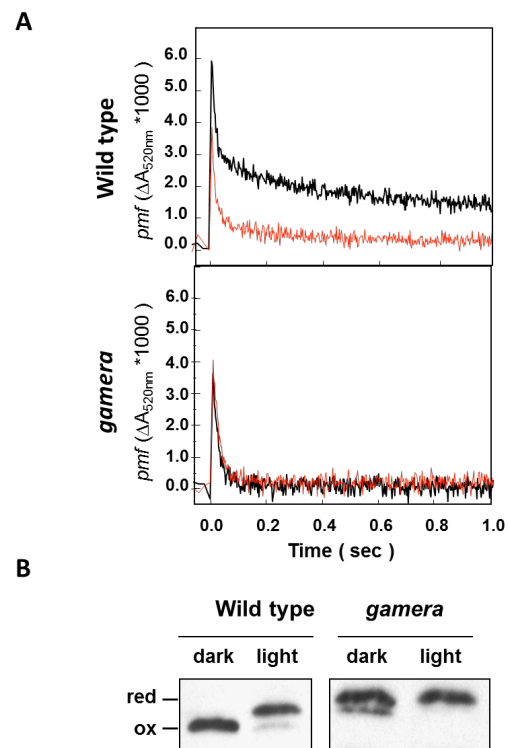 A
Wild type
pmf (ΔA520nm *1000 )
6.0
5.0
4.0
3.0
2.0
1.0
0.0
gamera
pmf (ΔA520nm *1000 )
6.0
5.0
4.0
3.0
2.0
1.0
0.0
0.0 0.2 0.4 0.6 0.8 1.0
Time ( sec )
B
Wild type gamera
dark light dark light
red
ox